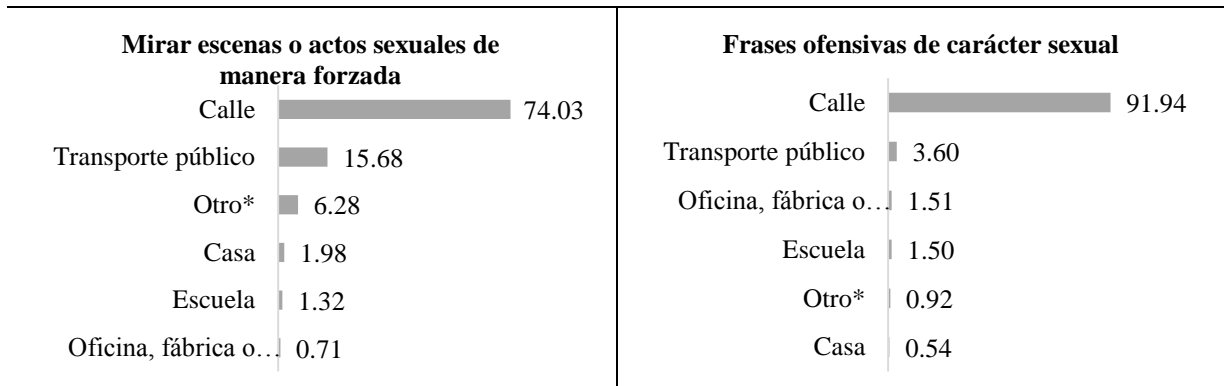 Mirar escenas o actos sexuales de
manera forzada
Calle 74.03
Transporte público 15.68
Otro* 6.28
Casa 1.98
Escuela 1.32
Oficina, fábrica o… 0.71
Frases ofensivas de carácter sexual
Calle 91.94
Transporte público 3.60
Oficina, fábrica o… 1.51
Escuela 1.50
Otro* 0.92
Casa 0.54